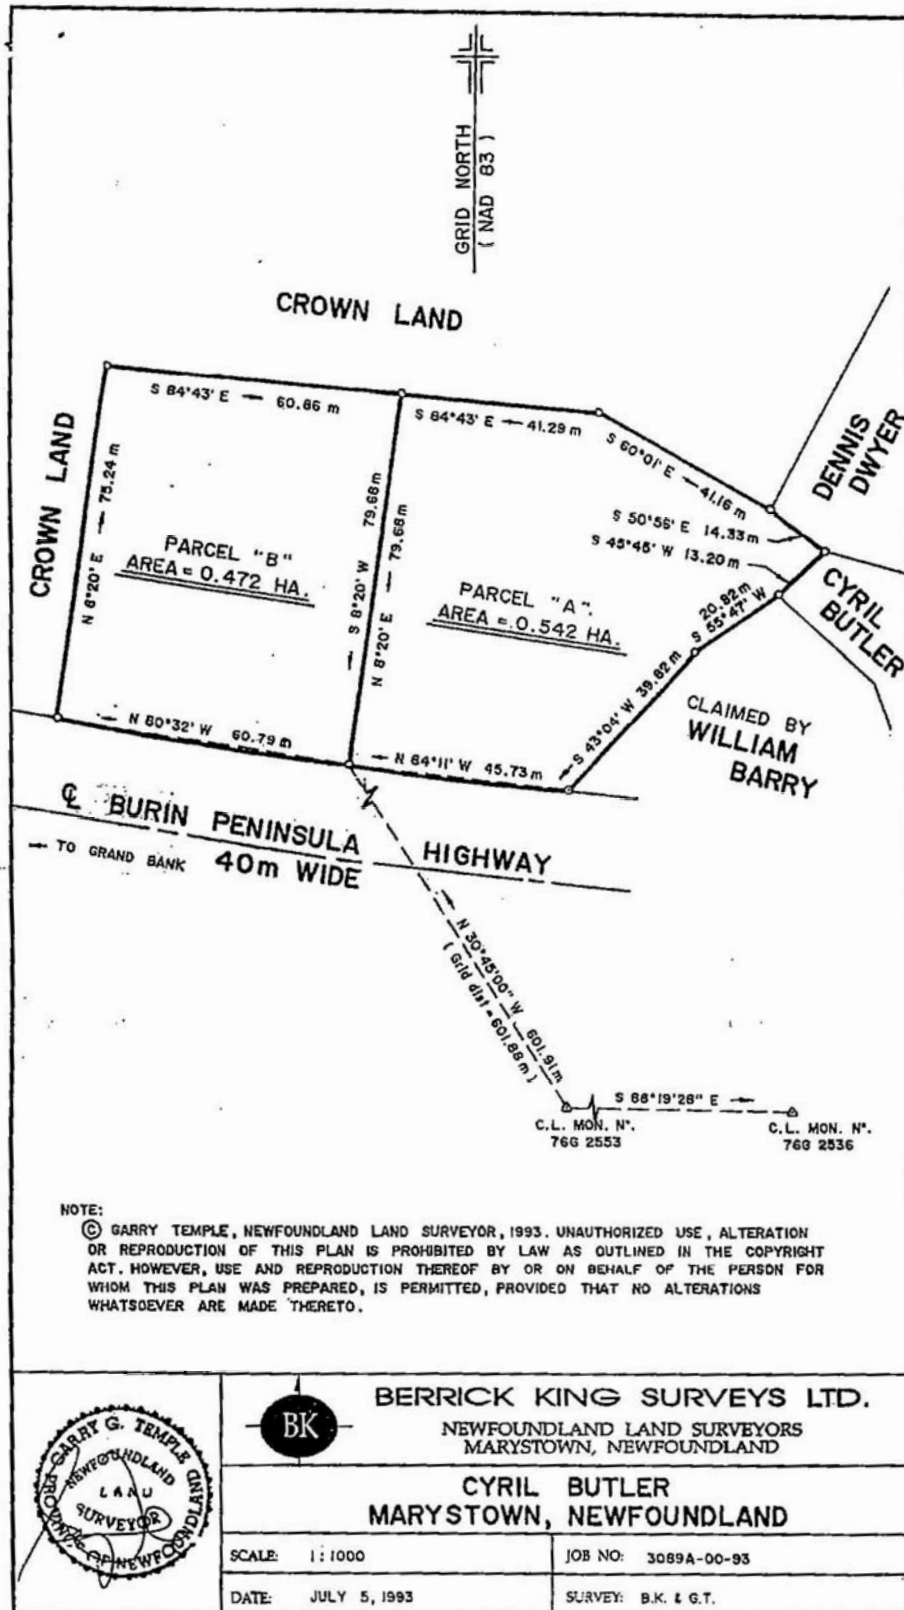 GRID NORTH
( NAD 83 )
CROWN LAND
CROWN LAND
S 84°43' E 60.86 m
S 84°43' E 41.29 m
S 60°01' E 41.16 m
DENNIS
DWYER
S 50°56' E 14.33 m
S 45°45' W 13.20 m
N 8°20' E 75.24 m
PARCEL "B"
AREA = 0.472 HA.
S 8°20' W 79.68 m
N 8°20' E 79.68 m
PARCEL "A".
AREA = 0.542 HA.
20.82 m
S 55°47' W
CYRIL
BUTLER
S 43°04' W 39.82 m
CLAIMED BY
WILLIAM
BARRY
N 80°32' W 60.79 m
N 84°11' W 45.73 m
℄ BURIN PENINSULA HIGHWAY
TO GRAND BANK 40m WIDE
N 30°45'00" W 601.91m
( Grid dist = 601.88m )
S 88°19'28" E
C.L. MON. Nº.
76G 2553
C.L. MON. Nº.
76G 2536
NOTE:
© GARRY TEMPLE, NEWFOUNDLAND LAND SURVEYOR, 1993. UNAUTHORIZED USE, ALTERATION
OR REPRODUCTION OF THIS PLAN IS PROHIBITED BY LAW AS OUTLINED IN THE COPYRIGHT
ACT. HOWEVER, USE AND REPRODUCTION THEREOF BY OR ON BEHALF OF THE PERSON FOR
WHOM THIS PLAN WAS PREPARED, IS PERMITTED, PROVIDED THAT NO ALTERATIONS
WHATSOEVER ARE MADE THERETO.
GARRY G. TEMPLE
NEWFOUNDLAND
LAND
SURVEYOR
PROVINCE OF NEWFOUNDLAND
BK
BERRICK KING SURVEYS LTD.
NEWFOUNDLAND LAND SURVEYORS
MARYSTOWN, NEWFOUNDLAND
CYRIL BUTLER
MARYSTOWN, NEWFOUNDLAND
SCALE: 1:1000
JOB NO: 3089A-00-93
DATE: JULY 5, 1993
SURVEY: B.K. & G.T.